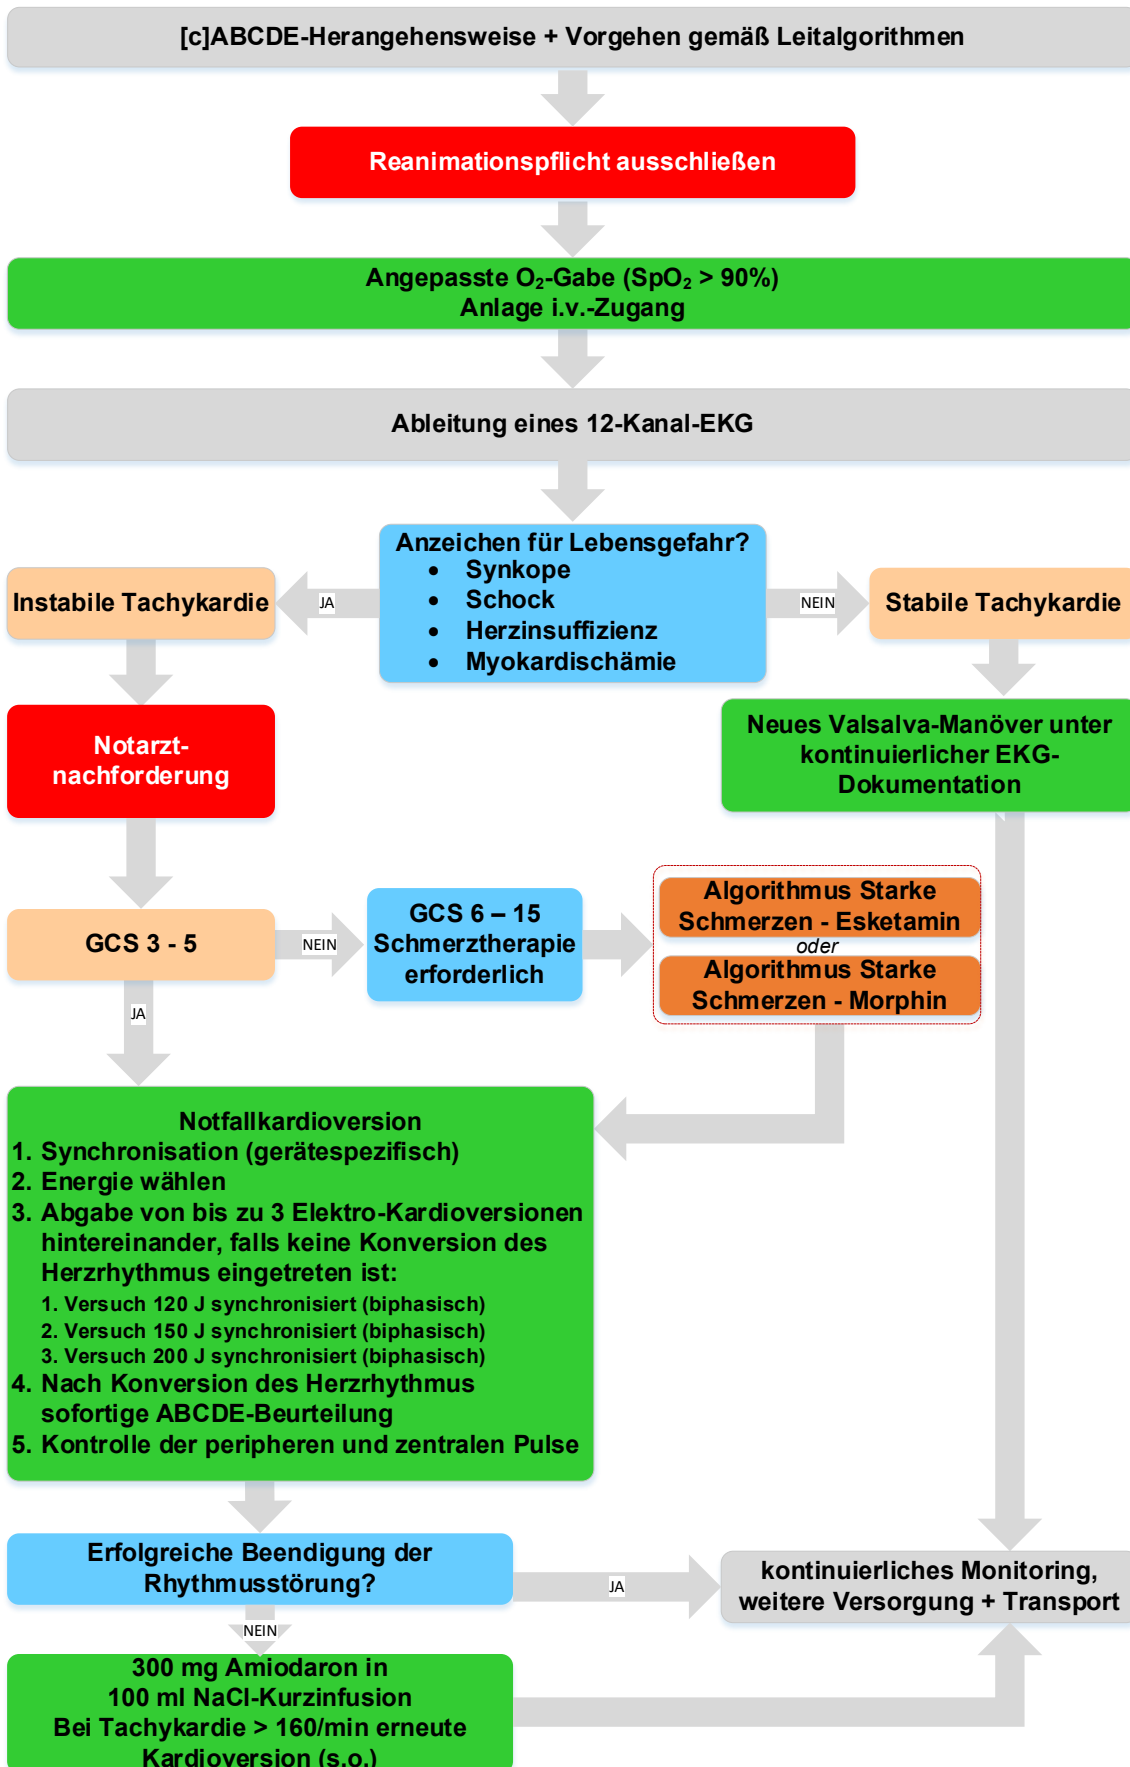 [c]ABCDE-Herangehensweise + Vorgehen gemäß Leitalgorithmen
Reanimationspflicht ausschließen
Angepasste O₂-Gabe (SpO₂ > 90%)
Anlage i.v.-Zugang
Ableitung eines 12-Kanal-EKG
Anzeichen für Lebensgefahr?
• Synkope
• Schock
• Herzinsuffizienz
• Myokardischämie
JA
Instabile Tachykardie
NEIN
Stabile Tachykardie
Notarzt-
nachforderung
Neues Valsalva-Manöver unter
kontinuierlicher EKG-
Dokumentation
GCS 3 - 5
NEIN
GCS 6 – 15
Schmerztherapie
erforderlich
Algorithmus Starke
Schmerzen - Esketamin
oder
Algorithmus Starke
Schmerzen - Morphin
JA
Notfallkardioversion
1. Synchronisation (gerätespezifisch)
2. Energie wählen
3. Abgabe von bis zu 3 Elektro-Kardioversionen
hintereinander, falls keine Konversion des
Herzrhythmus eingetreten ist:
1. Versuch 120 J synchronisiert (biphasisch)
2. Versuch 150 J synchronisiert (biphasisch)
3. Versuch 200 J synchronisiert (biphasisch)
4. Nach Konversion des Herzrhythmus
sofortige ABCDE-Beurteilung
5. Kontrolle der peripheren und zentralen Pulse
Erfolgreiche Beendigung der
Rhythmusstörung?
JA
kontinuierliches Monitoring,
weitere Versorgung + Transport
NEIN
300 mg Amiodaron in
100 ml NaCl-Kurzinfusion
Bei Tachykardie > 160/min erneute
Kardioversion (s.o.)